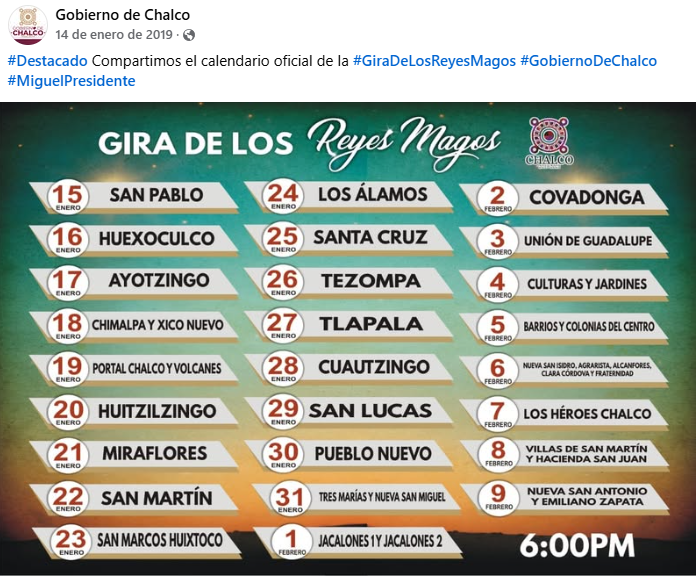 Gobierno de Chalco
14 de enero de 2019 ·
#Destacado Compartimos el calendario oficial de la #GiraDeLosReyesMagos #GobiernoDeChalco
#MiguelPresidente
GIRA DE LOS Reyes Magos
CHALCO
15 ENERO SAN PABLO
16 ENERO HUEXOCULCO
17 ENERO AYOTZINGO
18 ENERO CHIMALPA Y XICO NUEVO
19 ENERO PORTAL CHALCO Y VOLCANES
20 ENERO HUITZILZINGO
21 ENERO MIRAFLORES
22 ENERO SAN MARTÍN
23 ENERO SAN MARCOS HUIXTOCO
24 ENERO LOS ÁLAMOS
25 ENERO SANTA CRUZ
26 ENERO TEZOMPA
27 ENERO TLAPALA
28 ENERO CUAUTZINGO
29 ENERO SAN LUCAS
30 ENERO PUEBLO NUEVO
31 ENERO TRES MARÍAS Y NUEVA SAN MIGUEL
1 FEBRERO JACALONES 1 Y JACALONES 2
2 FEBRERO COVADONGA
3 FEBRERO UNIÓN DE GUADALUPE
4 FEBRERO CULTURAS Y JARDINES
5 FEBRERO BARRIOS Y COLONIAS DEL CENTRO
6 FEBRERO NUEVA SAN ISIDRO, AGRARISTA, ALCANFORES,
CLARA CÓRDOVA Y FRATERNIDAD
7 FEBRERO LOS HÉROES CHALCO
8 FEBRERO VILLAS DE SAN MARTÍN
Y HACIENDA SAN JUAN
9 FEBRERO NUEVA SAN ANTONIO
Y EMILIANO ZAPATA
6:00PM